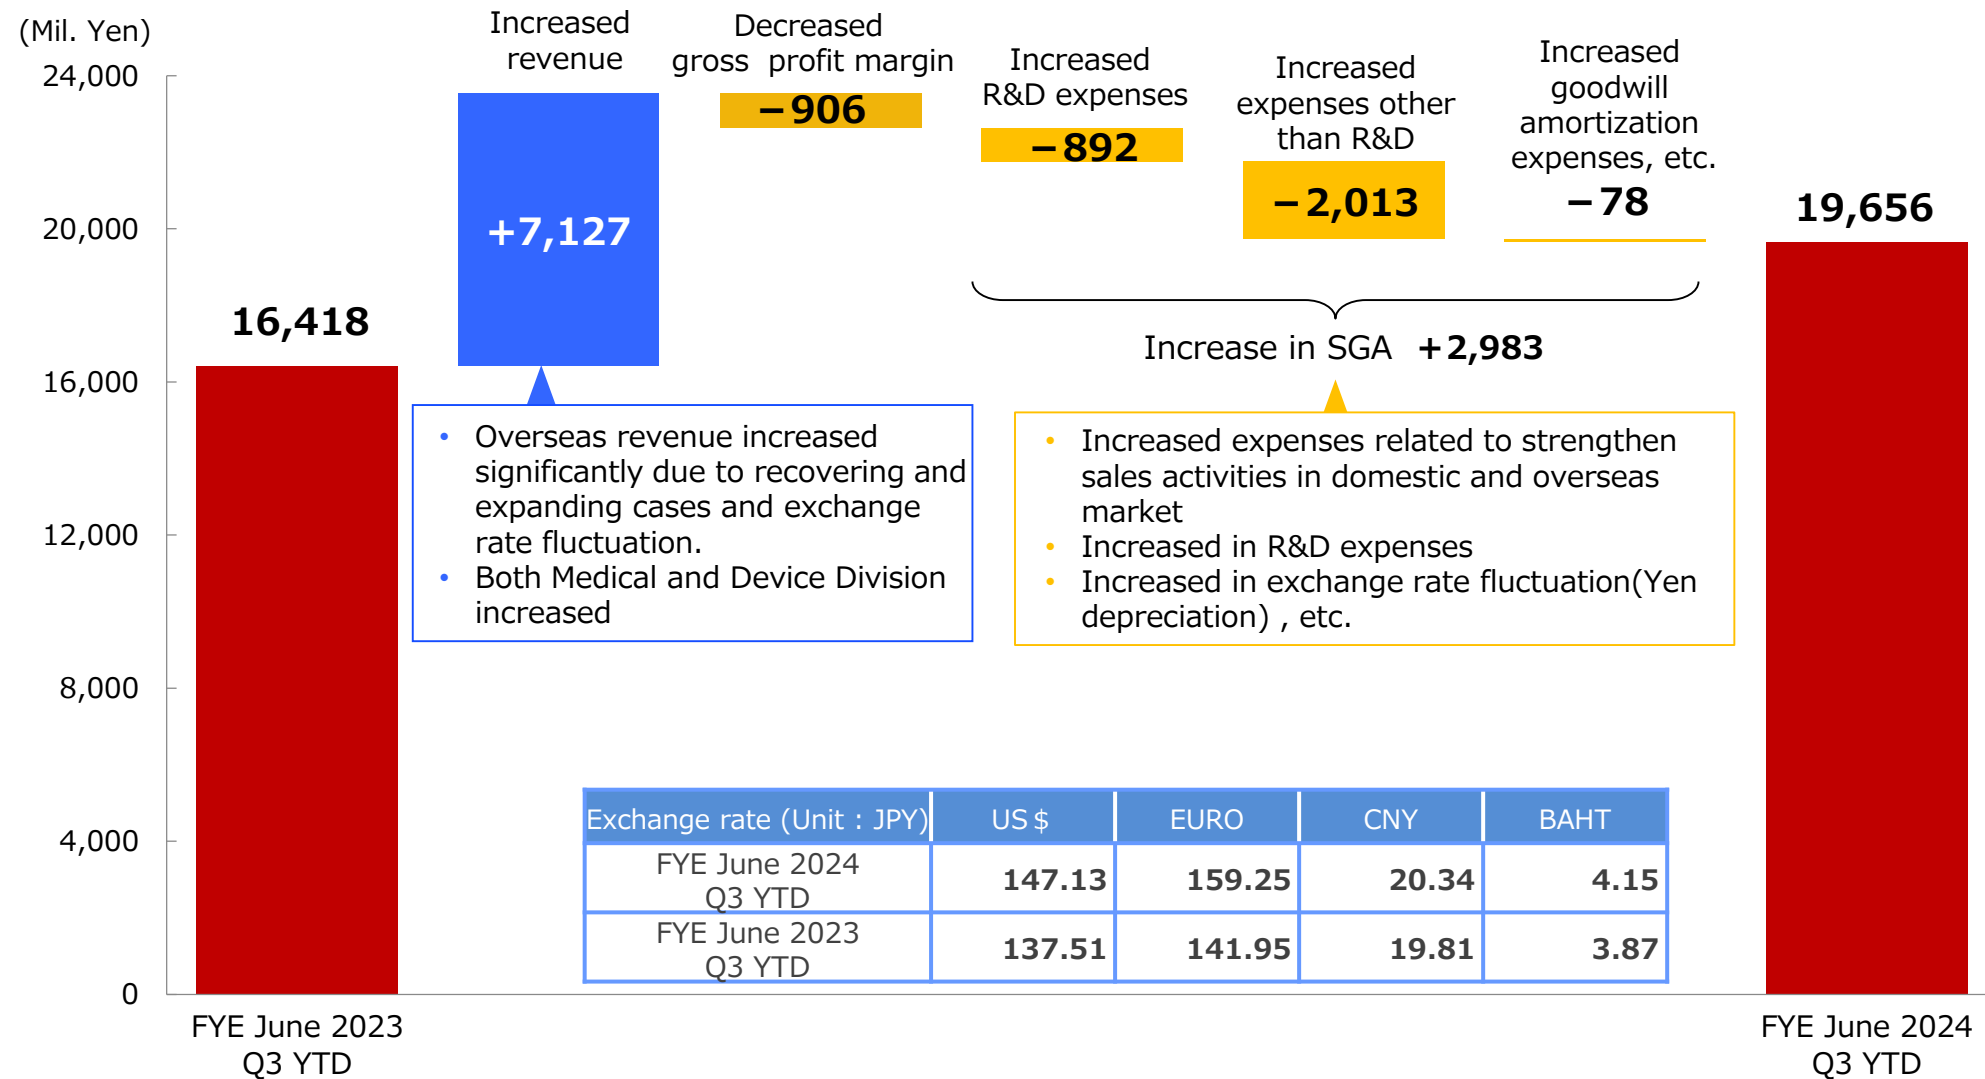 (Mil. Yen)
24,000
20,000
16,000
12,000
8,000
4,000
0
16,418
FYE June 2023
Q3 YTD
Increased
revenue
+7,127
Decreased
gross profit margin
−906
Increased
R&D expenses
−892
Increased
expenses other
than R&D
−2,013
Increased
goodwill
amortization
expenses, etc.
−78
19,656
FYE June 2024
Q3 YTD
Increase in SGA +2,983
• Overseas revenue increased
significantly due to recovering and
expanding cases and exchange
rate fluctuation.
• Both Medical and Device Division
increased
• Increased expenses related to strengthen
sales activities in domestic and overseas
market
• Increased in R&D expenses
• Increased in exchange rate fluctuation(Yen
depreciation) , etc.
Exchange rate (Unit : JPY) US $ EURO CNY BAHT
FYE June 2024
Q3 YTD
147.13 159.25 20.34 4.15
FYE June 2023
Q3 YTD
137.51 141.95 19.81 3.87